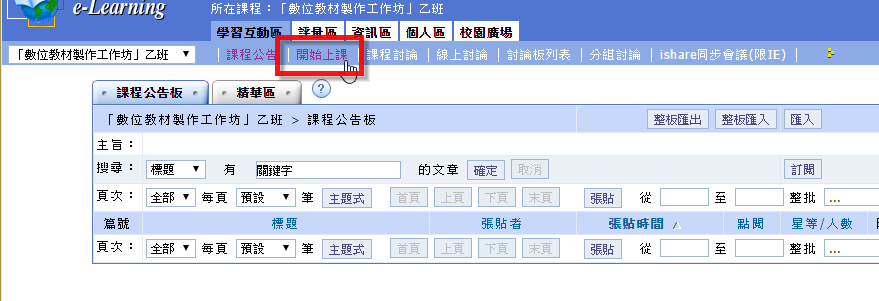 e-Learning
所在課程：「數位教材製作工作坊」乙班
學習互動區 評量區 資訊區 個人區 校園廣場
「數位教材製作工作坊」乙班 | 課程公告 | 開始上課 | 課程討論 | 線上討論 | 討論板列表 | 分組討論 | ishare同步會議(限IE) |
課程公告板 精華區 ?
「數位教材製作工作坊」乙班 > 課程公告板 整板匯出 整板匯入 匯入
主旨：
搜尋： 標題 有 關鍵字 的文章 確定 取消 訂閱
頁次： 全部 每頁 預設 筆 主題式 首頁 上頁 下頁 末頁 張貼 從 至 整批 ...
篇號 標題 張貼者 張貼時間 點閱 星等/人數
頁次： 全部 每頁 預設 筆 主題式 首頁 上頁 下頁 末頁 張貼 從 至 整批 ...